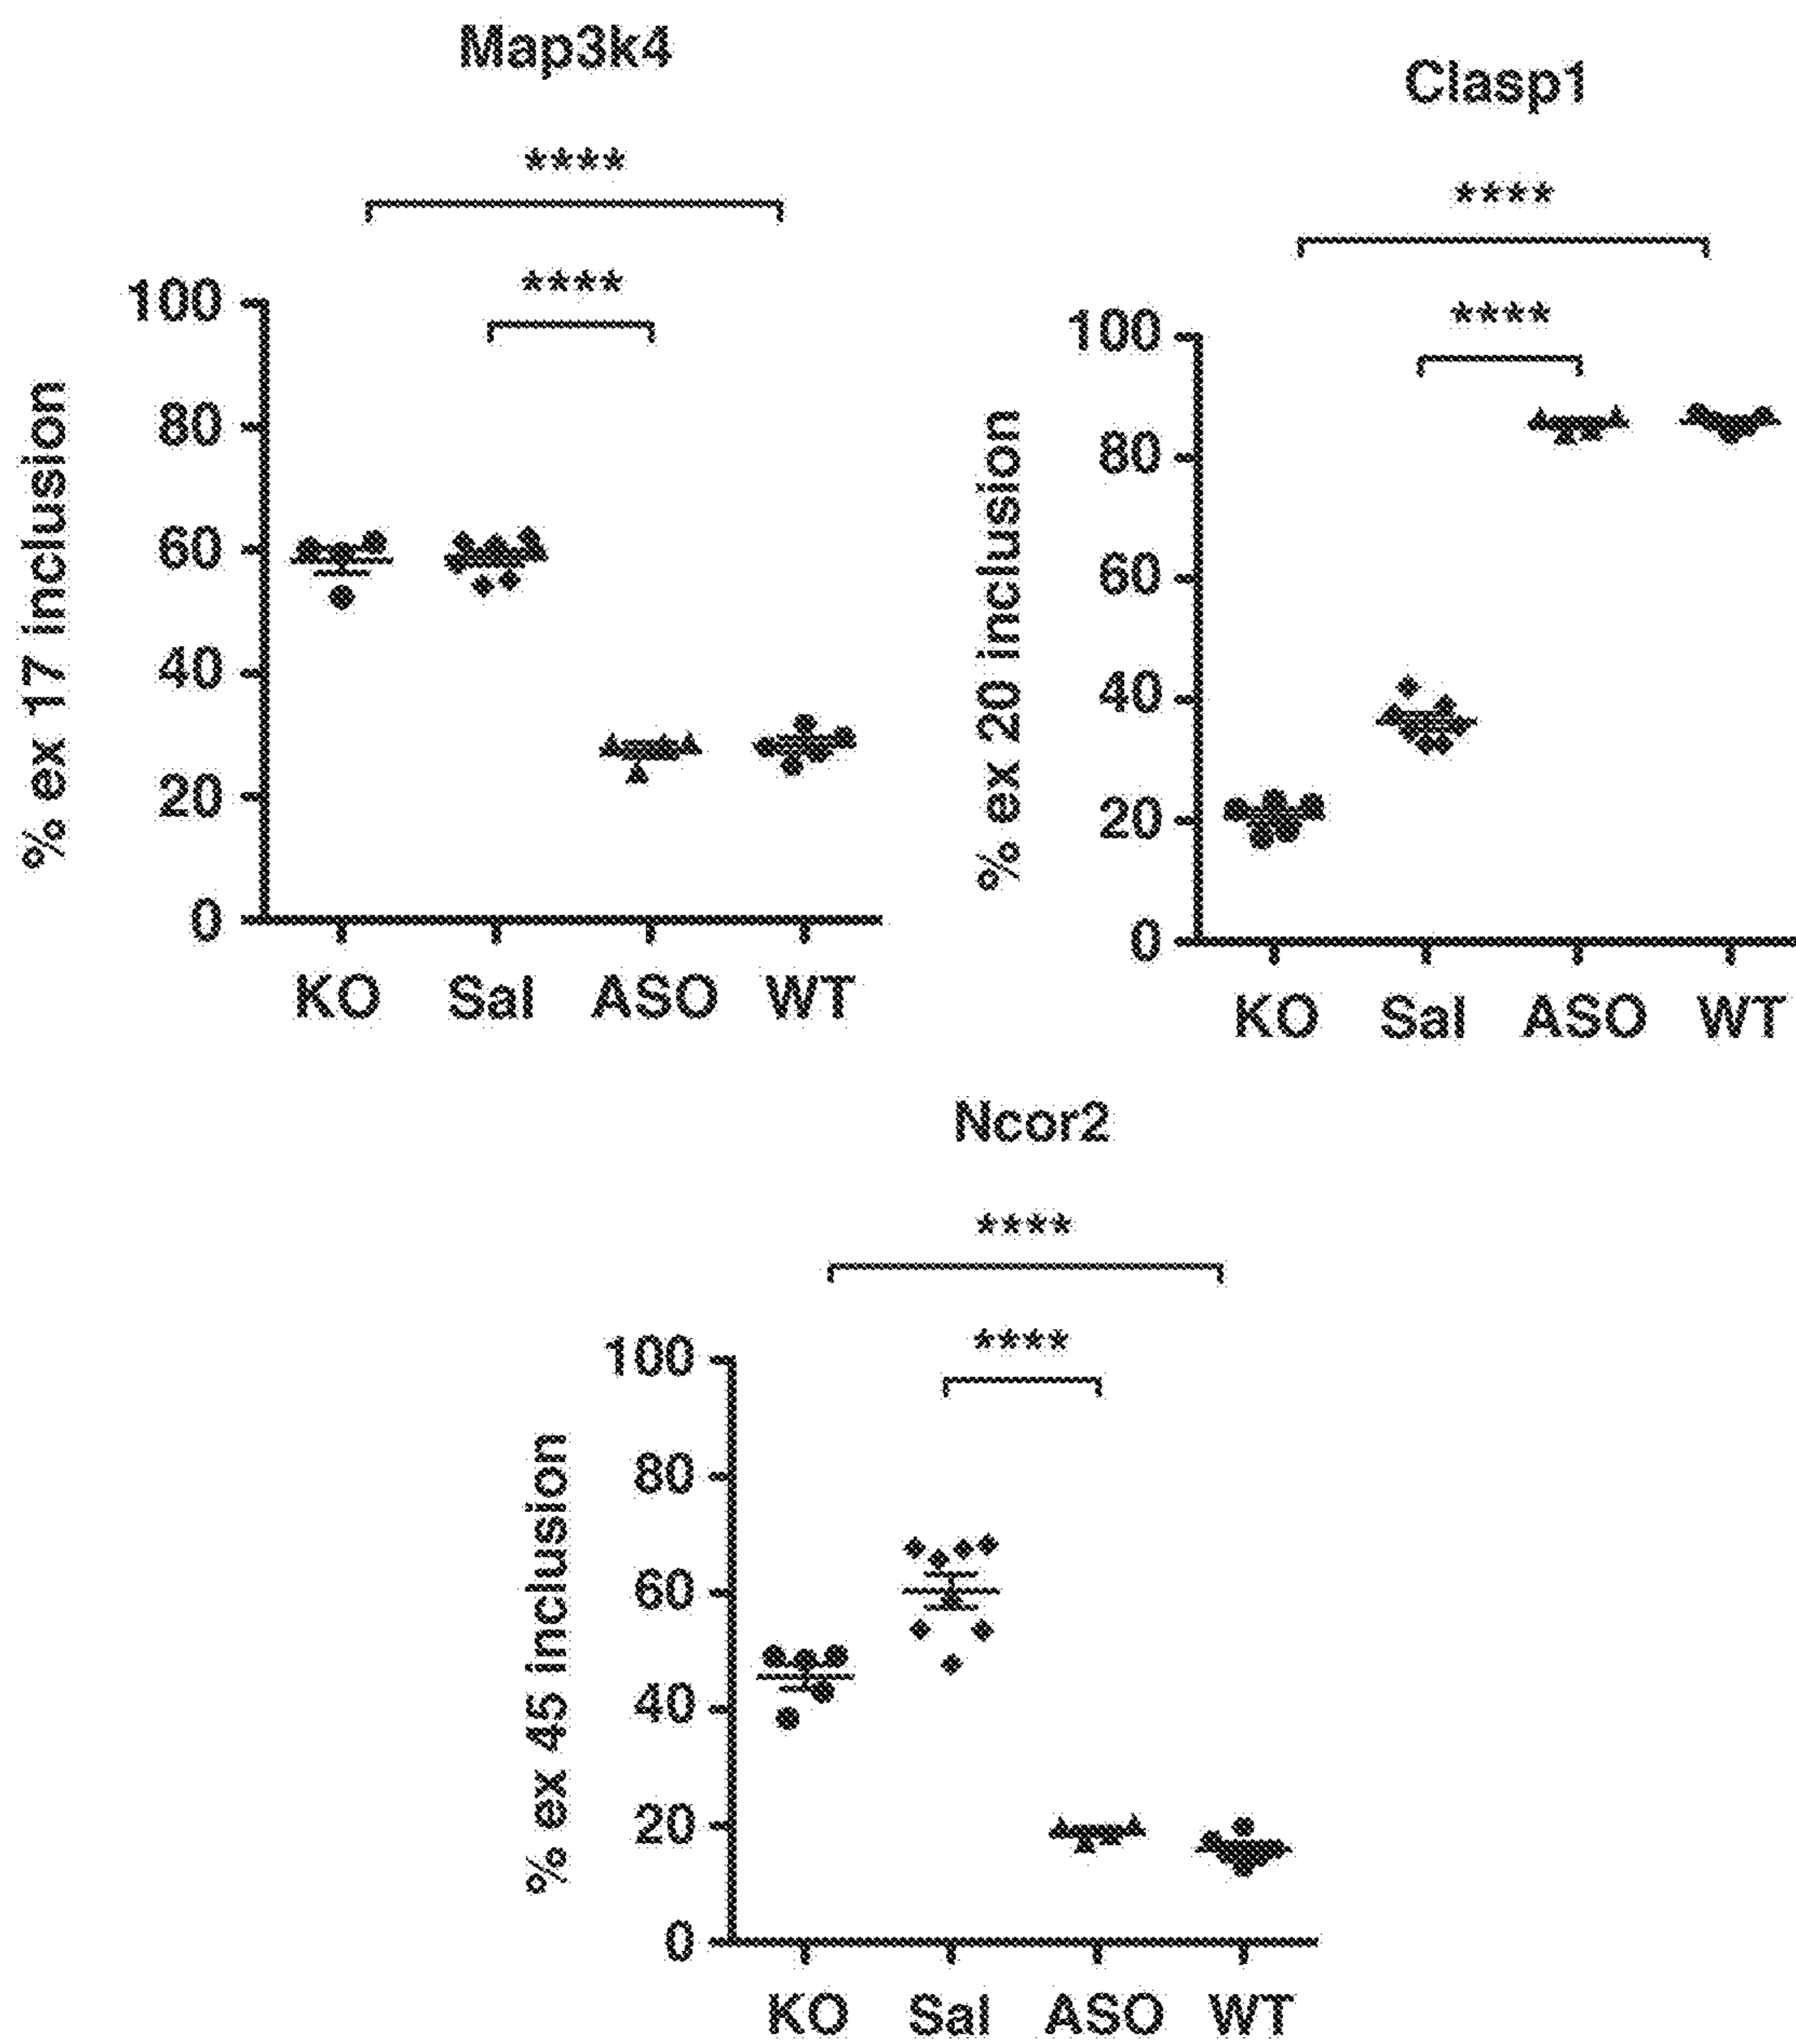 Map3k4
****
****
100
80
60
40
20
0
% ex 17 inclusion
KO Sal ASO WT
Clasp1
****
****
100
80
60
40
20
0
% ex 20 inclusion
KO Sal ASO WT
Ncor2
****
****
100
80
60
40
20
0
% ex 45 inclusion
KO Sal ASO WT